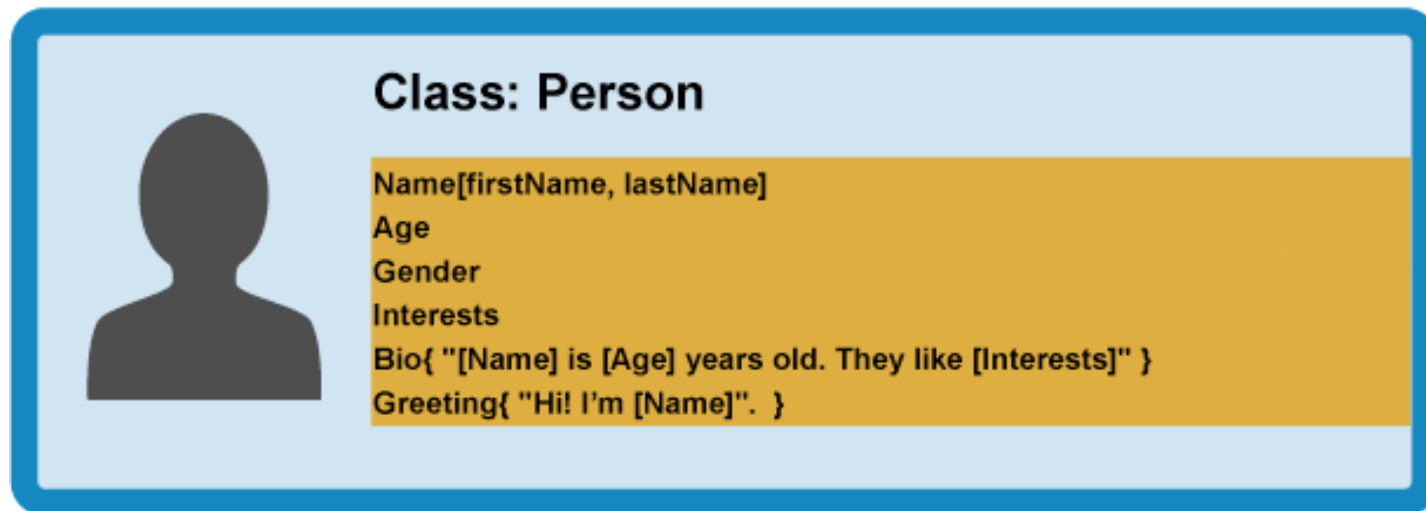 Class: Person
Name[firstName, lastName]
Age
Gender
Interests
Bio{ "[Name] is [Age] years old. They like [Interests]" }
Greeting{ "Hi! I’m [Name]".  }